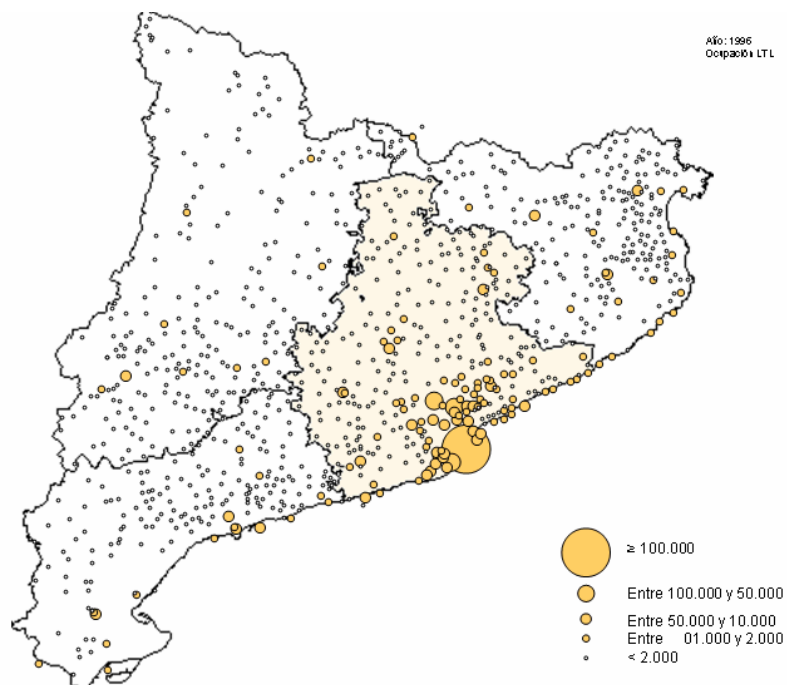 Año: 1996
Ocupación LTL
≥ 100.000
Entre 100.000 y 50.000
Entre 50.000 y 10.000
Entre 01.000 y 2.000
< 2.000